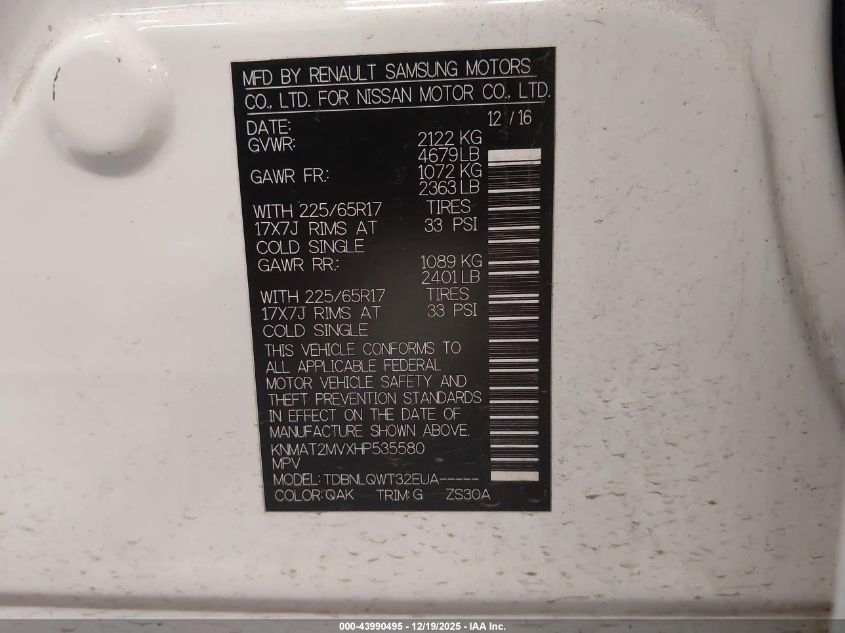 MFD BY RENAULT SAMSUNG MOTORS
CO., LTD. FOR NISSAN MOTOR CO., LTD.
DATE: 12 / 16
GVWR: 2122 KG
4679 LB
GAWR FR.: 1072 KG
2363 LB
WITH 225/65R17 TIRES
17X7J RIMS AT 33 PSI
COLD SINGLE
GAWR RR.: 1089 KG
2401 LB
WITH 225/65R17 TIRES
17X7J RIMS AT 33 PSI
COLD SINGLE
THIS VEHICLE CONFORMS TO
ALL APPLICABLE FEDERAL
MOTOR VEHICLE SAFETY AND
THEFT PREVENTION STANDARDS
IN EFFECT ON THE DATE OF
MANUFACTURE SHOWN ABOVE.
KNMAT2MVXHP535580
MPV
MODEL: TDBNLQWT32EUA-----
COLOR: QAK TRIM: G ZS30A
000-43990495 - 12/19/2025 - IAA Inc.